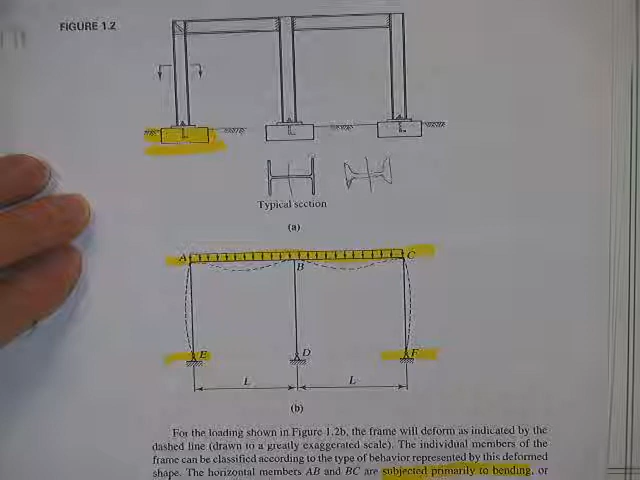 FIGURE 1.2
Typical section
(a)
A
C
B
E
D
F
L
L
(b)
For the loading shown in Figure 1.2b, the frame will deform as indicated by the
dashed line (drawn to a greatly exaggerated scale). The individual members of the
frame can be classified according to the type of behavior represented by this deformed
shape. The horizontal members AB and BC are subjected primarily to bending, or